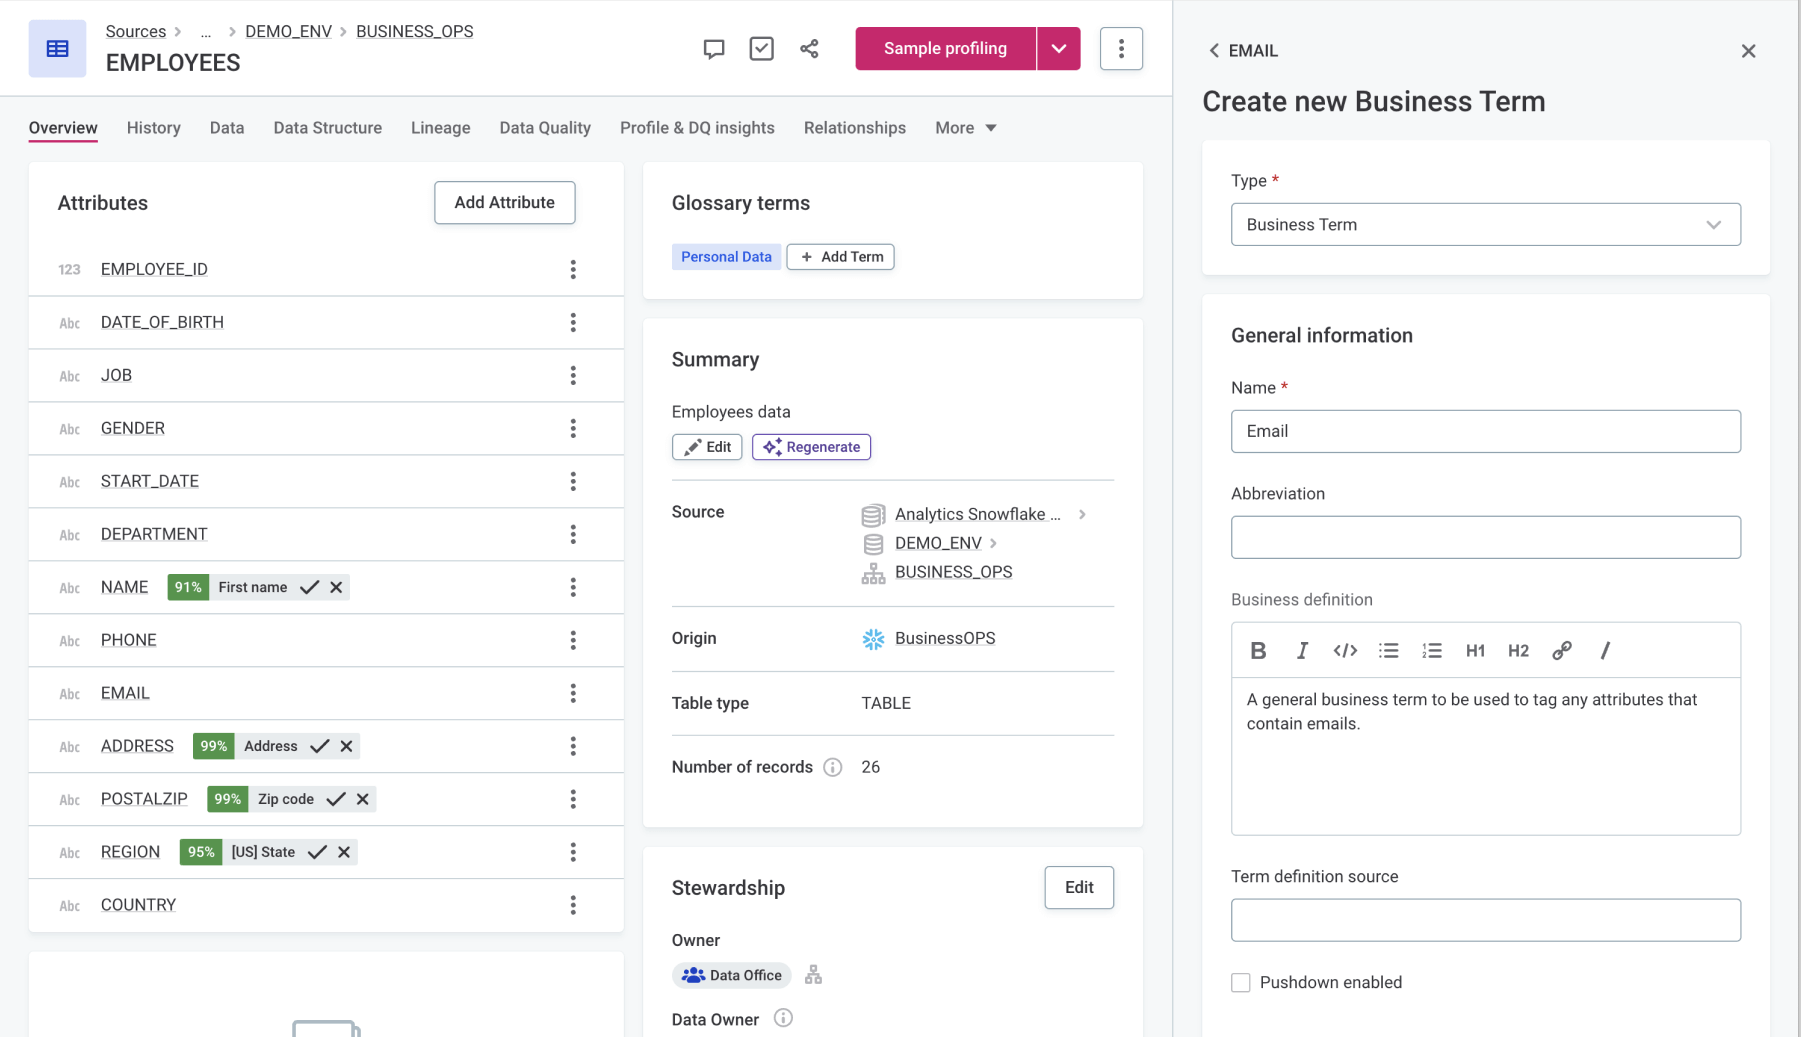 Sources > ... > DEMO_ENV > BUSINESS_OPS
EMPLOYEES
Sample profiling
Overview
History
Data
Data Structure
Lineage
Data Quality
Profile & DQ insights
Relationships
More
Attributes
Add Attribute
123 EMPLOYEE_ID
Abc DATE_OF_BIRTH
Abc JOB
Abc GENDER
Abc START_DATE
Abc DEPARTMENT
Abc NAME 91% First name
Abc PHONE
Abc EMAIL
Abc ADDRESS 99% Address
Abc POSTALZIP 99% Zip code
Abc REGION 95% [US] State
Abc COUNTRY
Glossary terms
Personal Data
+ Add Term
Summary
Employees data
Edit
Regenerate
Source
Analytics Snowflake ... >
DEMO_ENV >
BUSINESS_OPS
Origin
BusinessOPS
Table type
TABLE
Number of records
26
Stewardship
Edit
Owner
Data Office
Data Owner
EMAIL
Create new Business Term
Type *
Business Term
General information
Name *
Email
Abbreviation
Business definition
B I </> H1 H2 /
A general business term to be used to tag any attributes that
contain emails.
Term definition source
Pushdown enabled